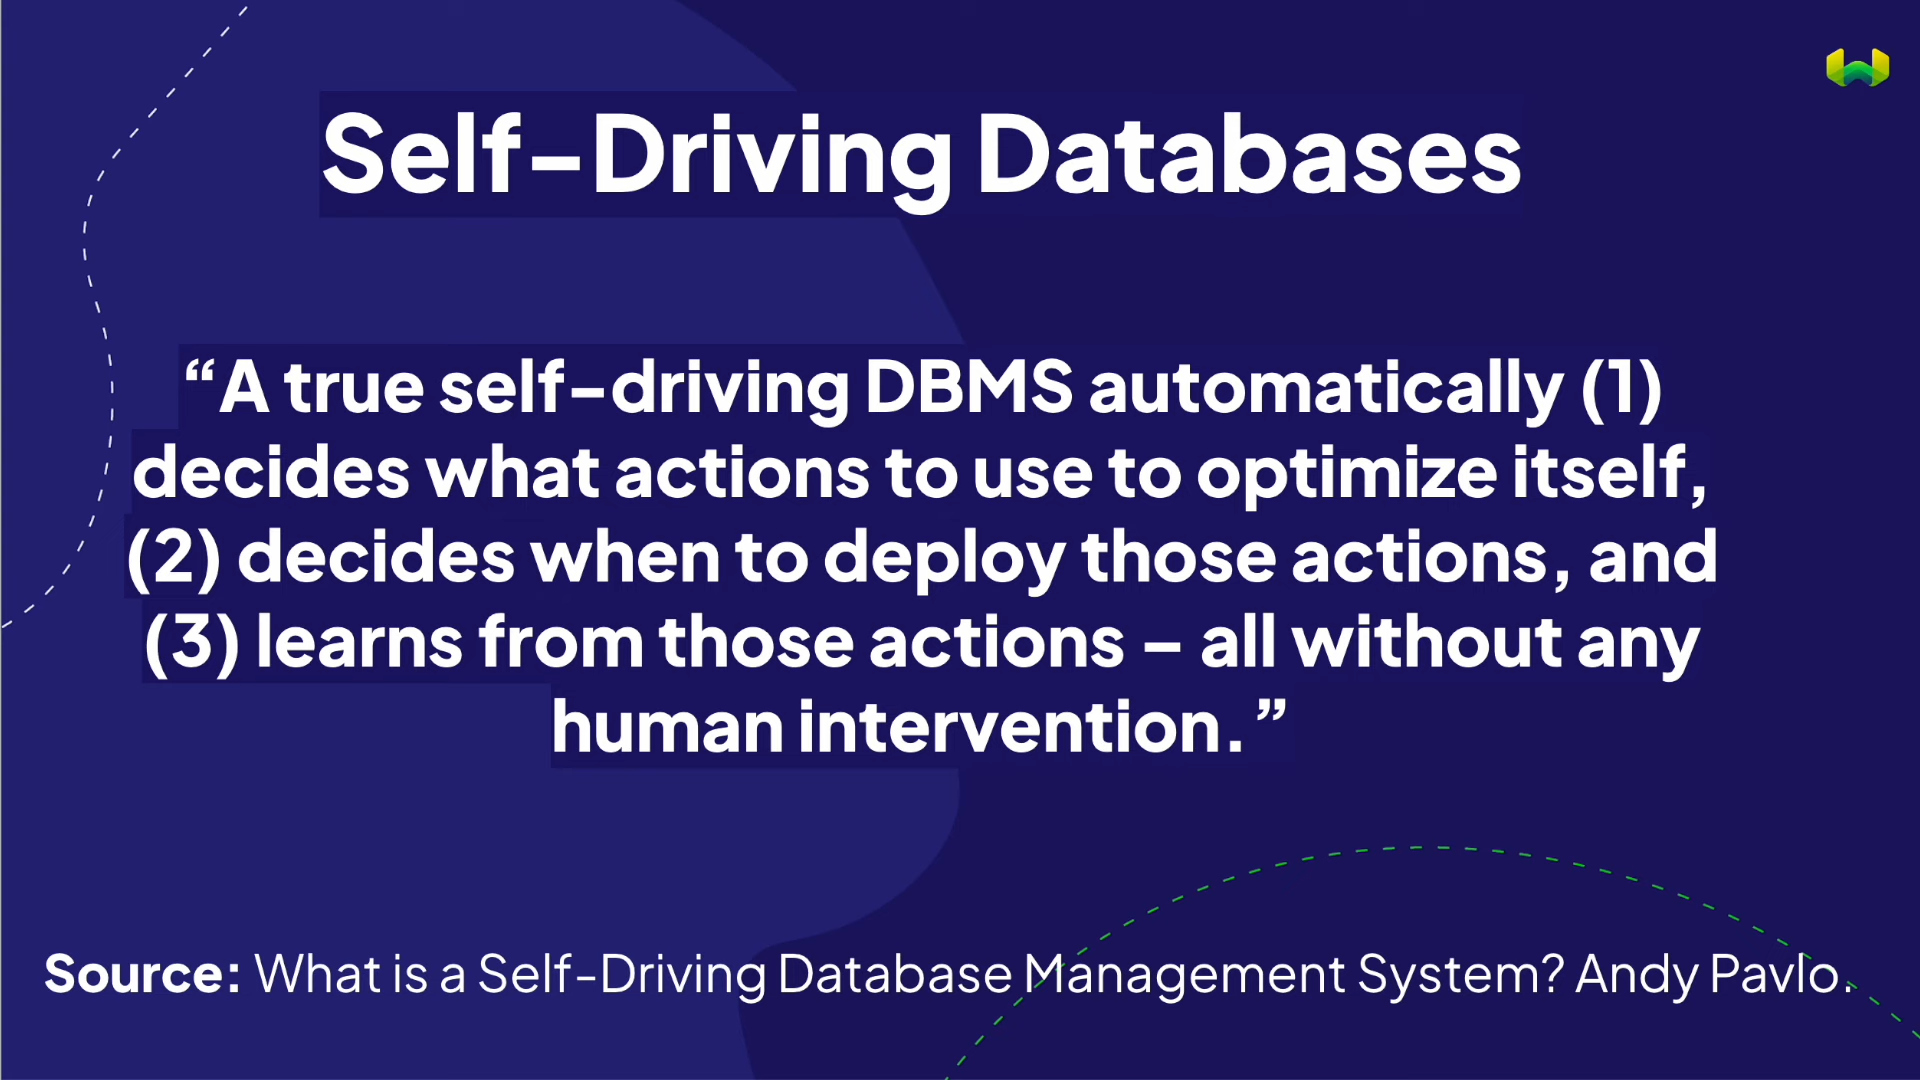 Self-Driving Databases
“A true self-driving DBMS automatically (1)
decides what actions to use to optimize itself,
(2) decides when to deploy those actions, and
(3) learns from those actions – all without any
human intervention.”
Source: What is a Self-Driving Database Management System? Andy Pavlo.